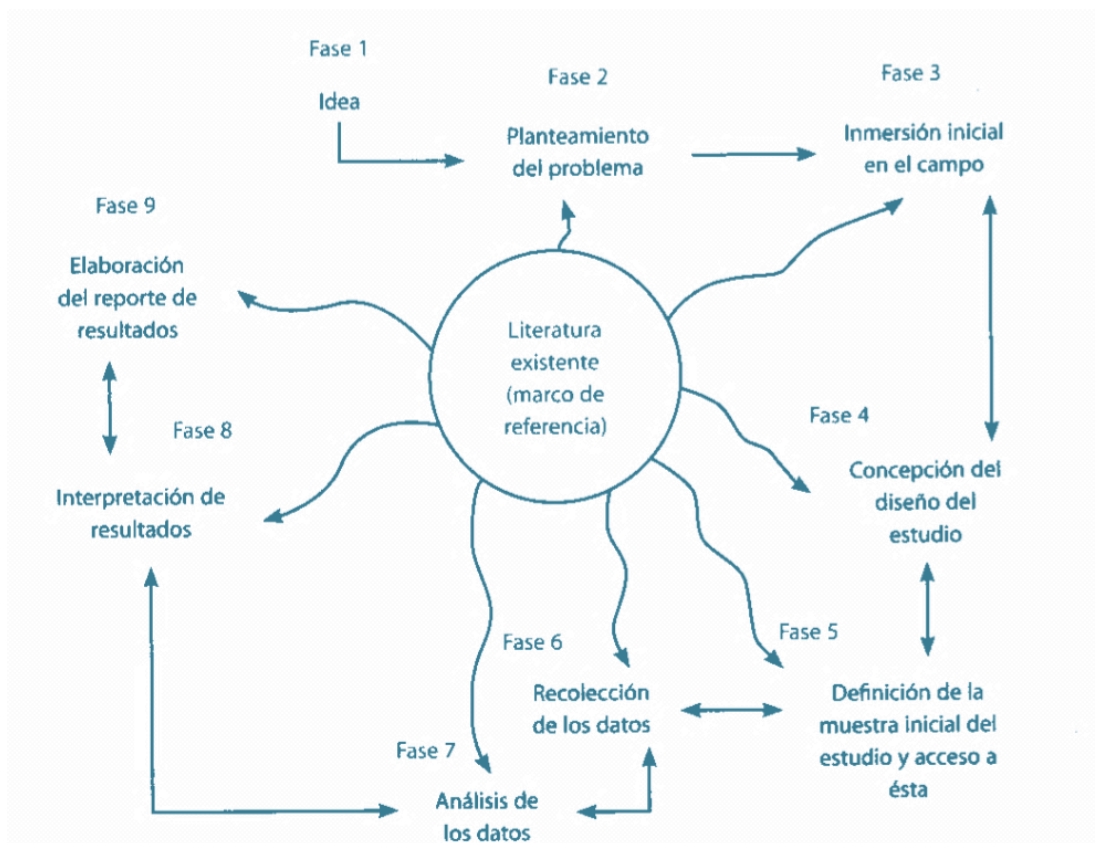 Fase 1
Idea
Fase 2
Planteamiento
del problema
Fase 3
Inmersión inicial
en el campo
Fase 9
Elaboración
del reporte de
resultados
Literatura
existente
(marco de
referencia)
Fase 4
Concepción del
diseño del
estudio
Fase 8
Interpretación de
resultados
Fase 5
Definición de la
muestra inicial del
estudio y acceso a
ésta
Fase 6
Recolección
de los datos
Fase 7
Análisis de
los datos